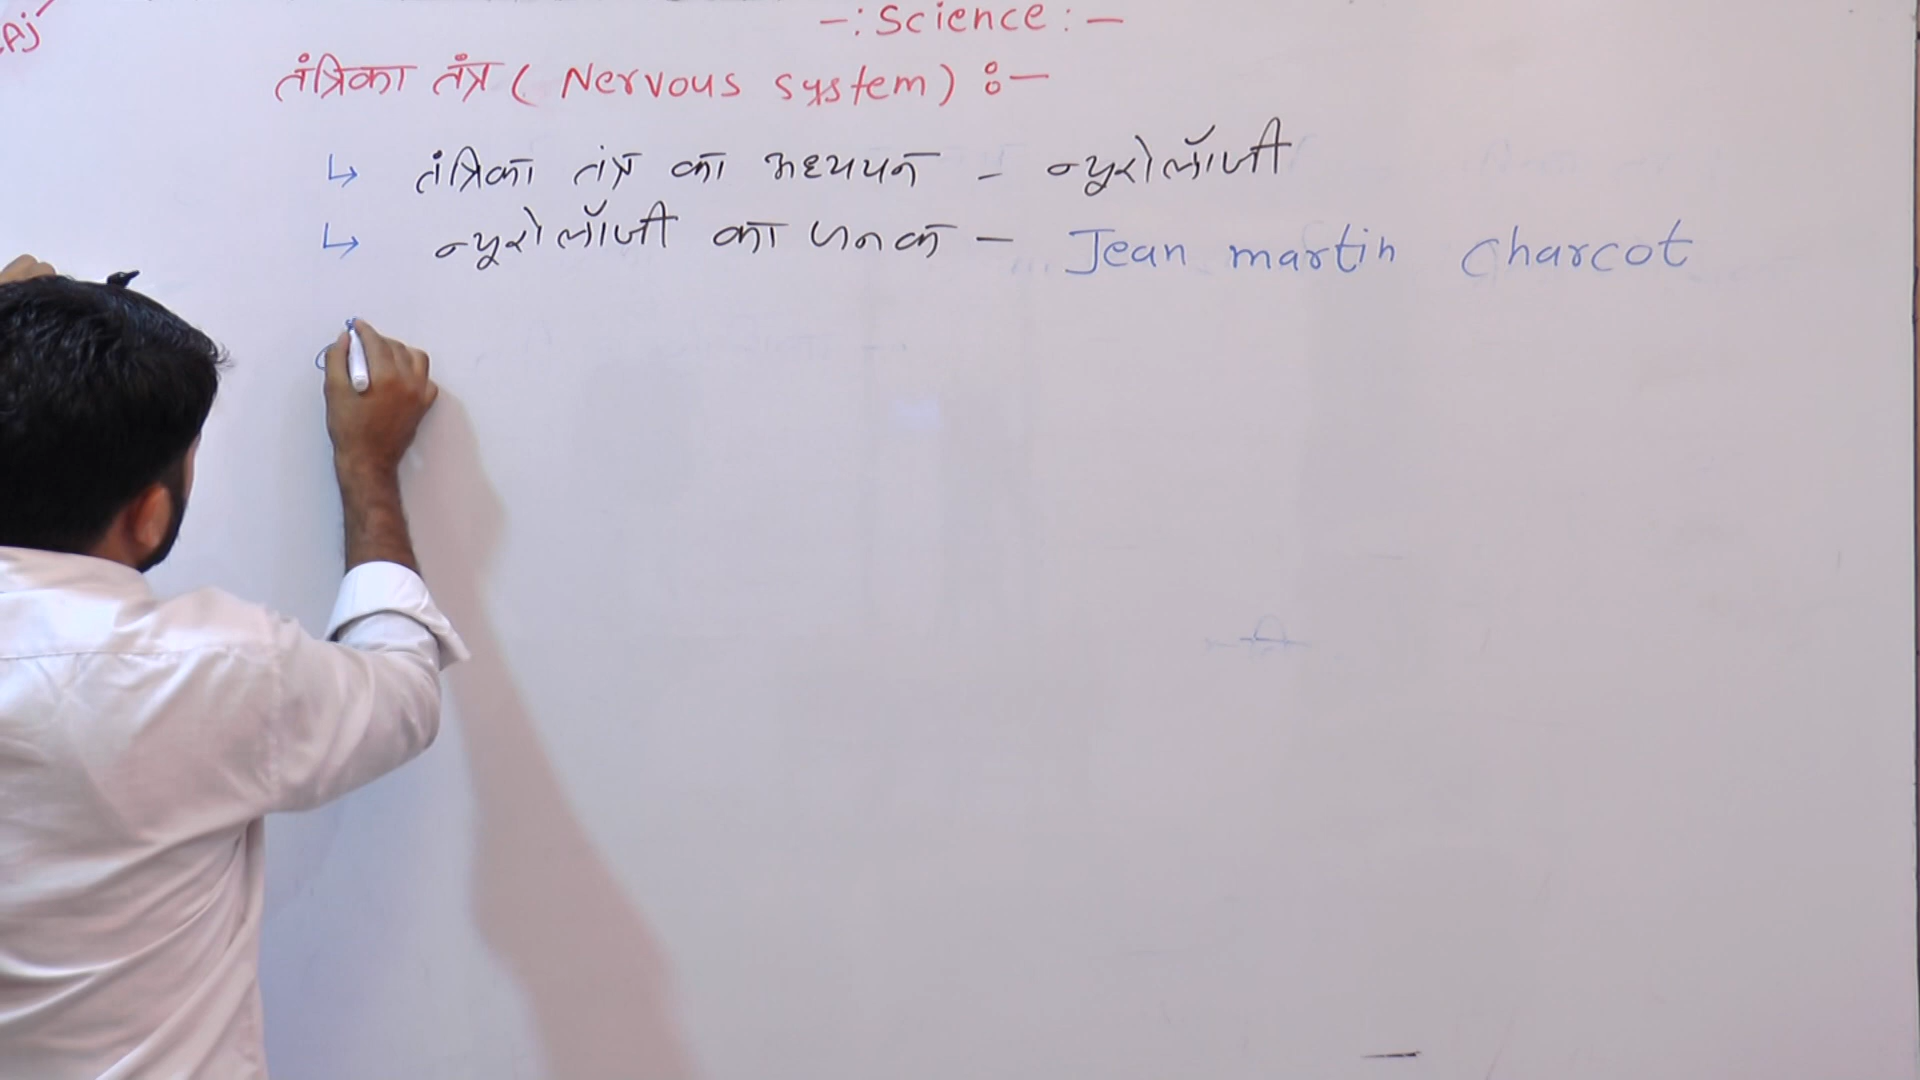 -: Science : -
तंत्रिका तंत्र ( Nervous system ) :-
↳ तंत्रिका तंत्र का अध्ययन - न्यूरोलॉजी
↳ न्यूरोलॉजी का जनक - Jean martin charcot